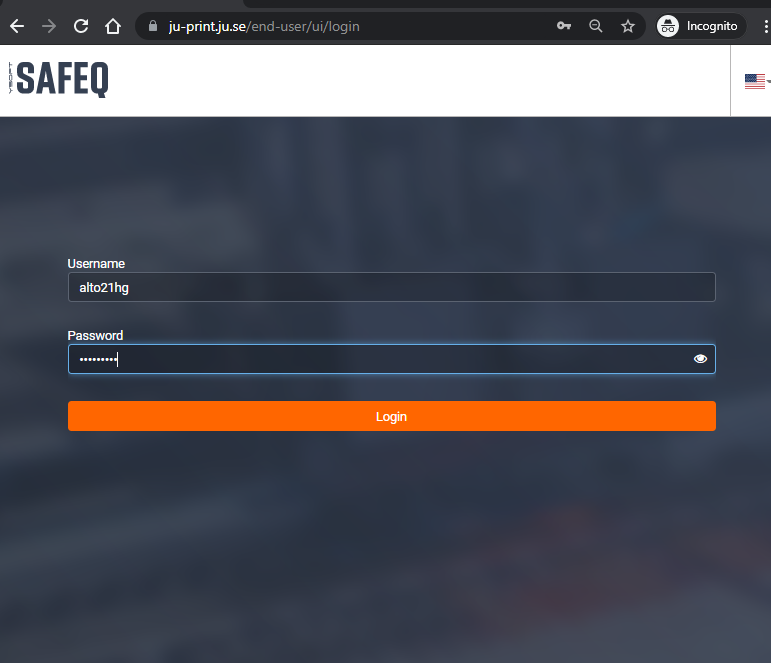 ju-print.ju.se/end-user/ui/login
Incognito
SAFEQ
Username
alto21hg
Password
•••••••••
Login